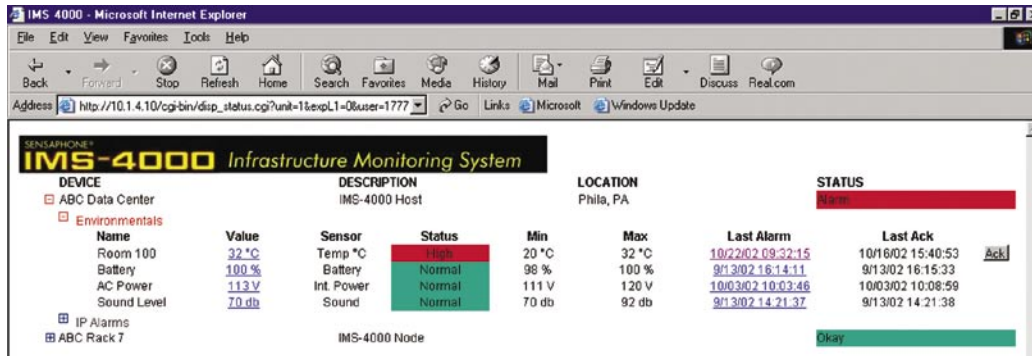 IMS 4000 - Microsoft Internet Explorer
File Edit View Favorites Tools Help
Back Forward Stop Refresh Home Search Favorites Media History Mail Print Edit Discuss Real.com
Address http://10.1.4.10/cgi-bin/disp_status.cgi?unit=1&expL1=0&user=1777 Go Links Microsoft Windows Update
SENSAPHONE®
IMS-4000 Infrastructure Monitoring System
DEVICE DESCRIPTION LOCATION STATUS
ABC Data Center IMS-4000 Host Phila, PA Alarm
Environmentals
Name Value Sensor Status Min Max Last Alarm Last Ack
Room 100 32 °C Temp °C High 20 °C 32 °C 10/22/02 09:32:15 10/16/02 15:40:53 Ack
Battery 100 % Battery Normal 98 % 100 % 9/13/02 16:14:11 9/13/02 16:15:33
AC Power 113 V Int. Power Normal 111 V 120 V 10/03/02 10:03:46 10/03/02 10:08:59
Sound Level 70 db Sound Normal 70 db 92 db 9/13/02 14:21:37 9/13/02 14:21:38
IP Alarms
ABC Rack 7 IMS-4000 Node Okay